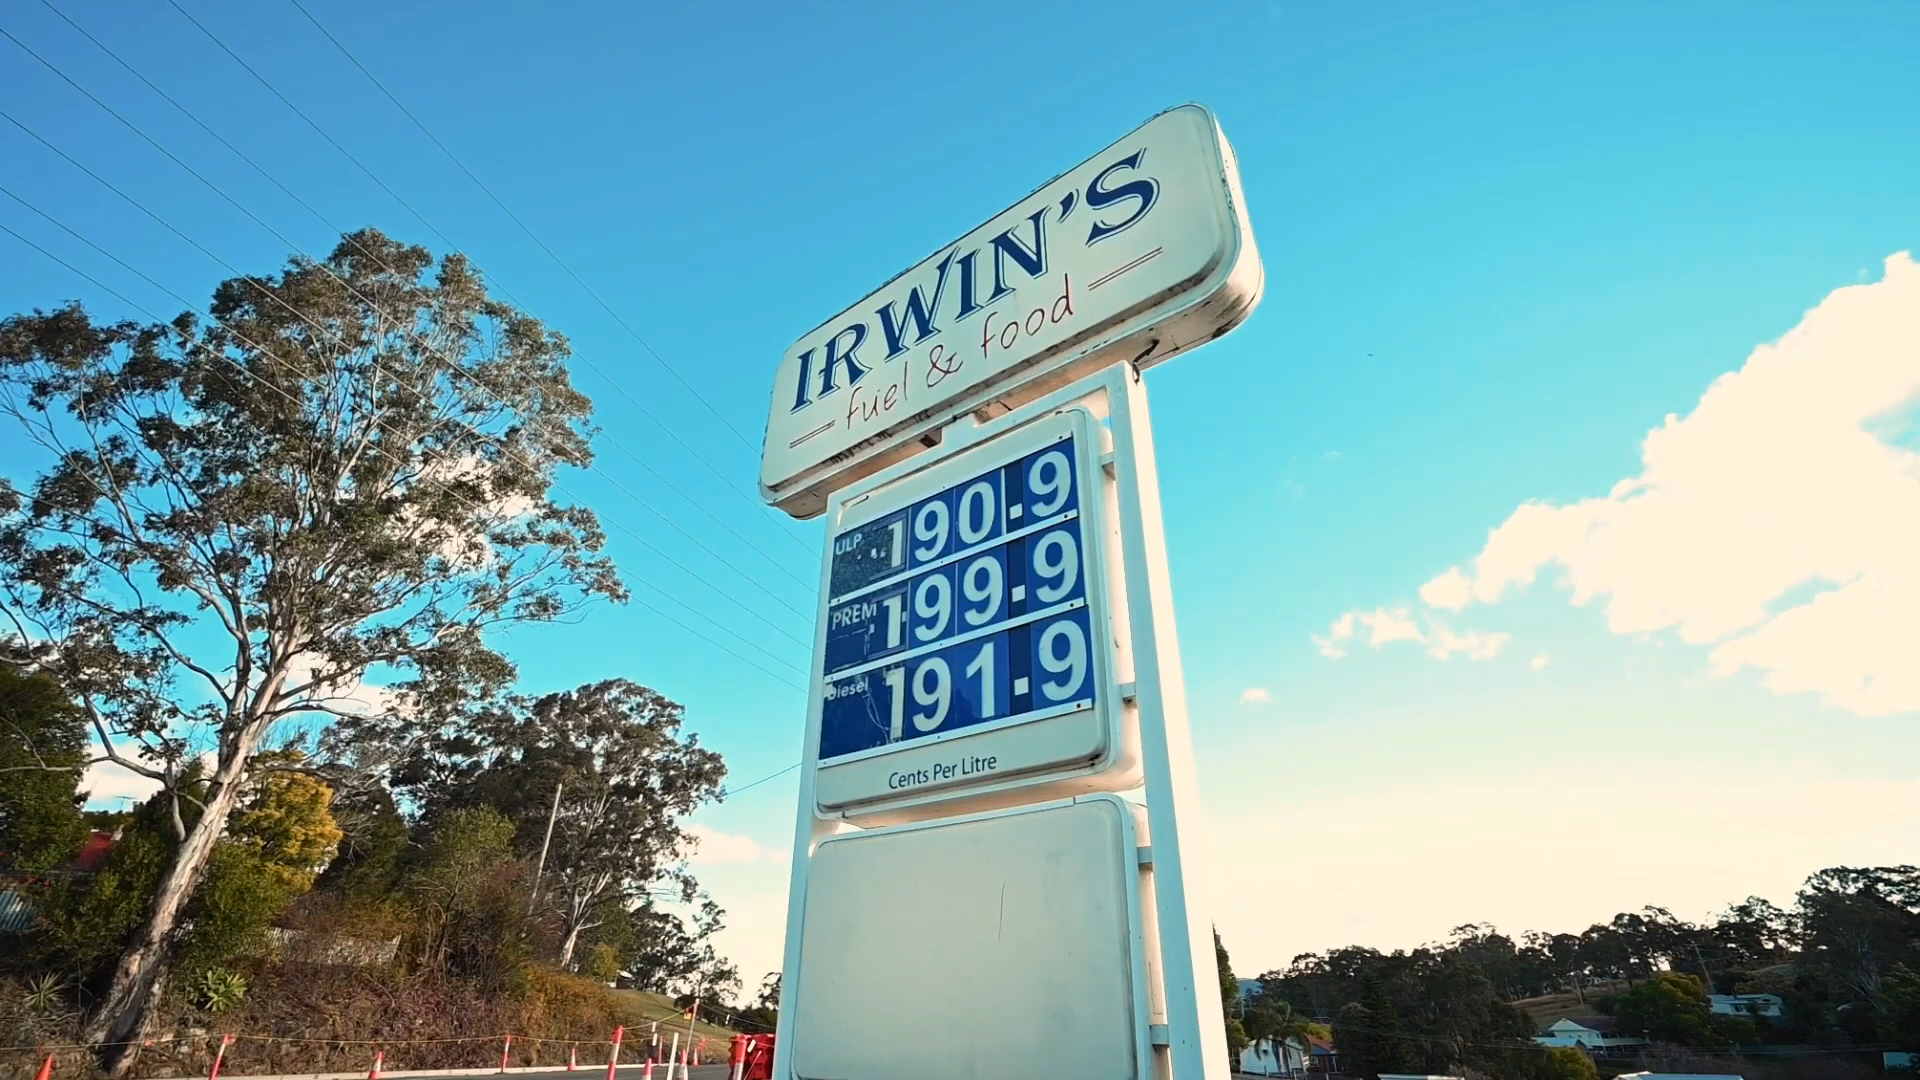 IRWIN'S
fuel & food
ULP 190.9
PREM 199.9
Diesel 191.9
Cents Per Litre